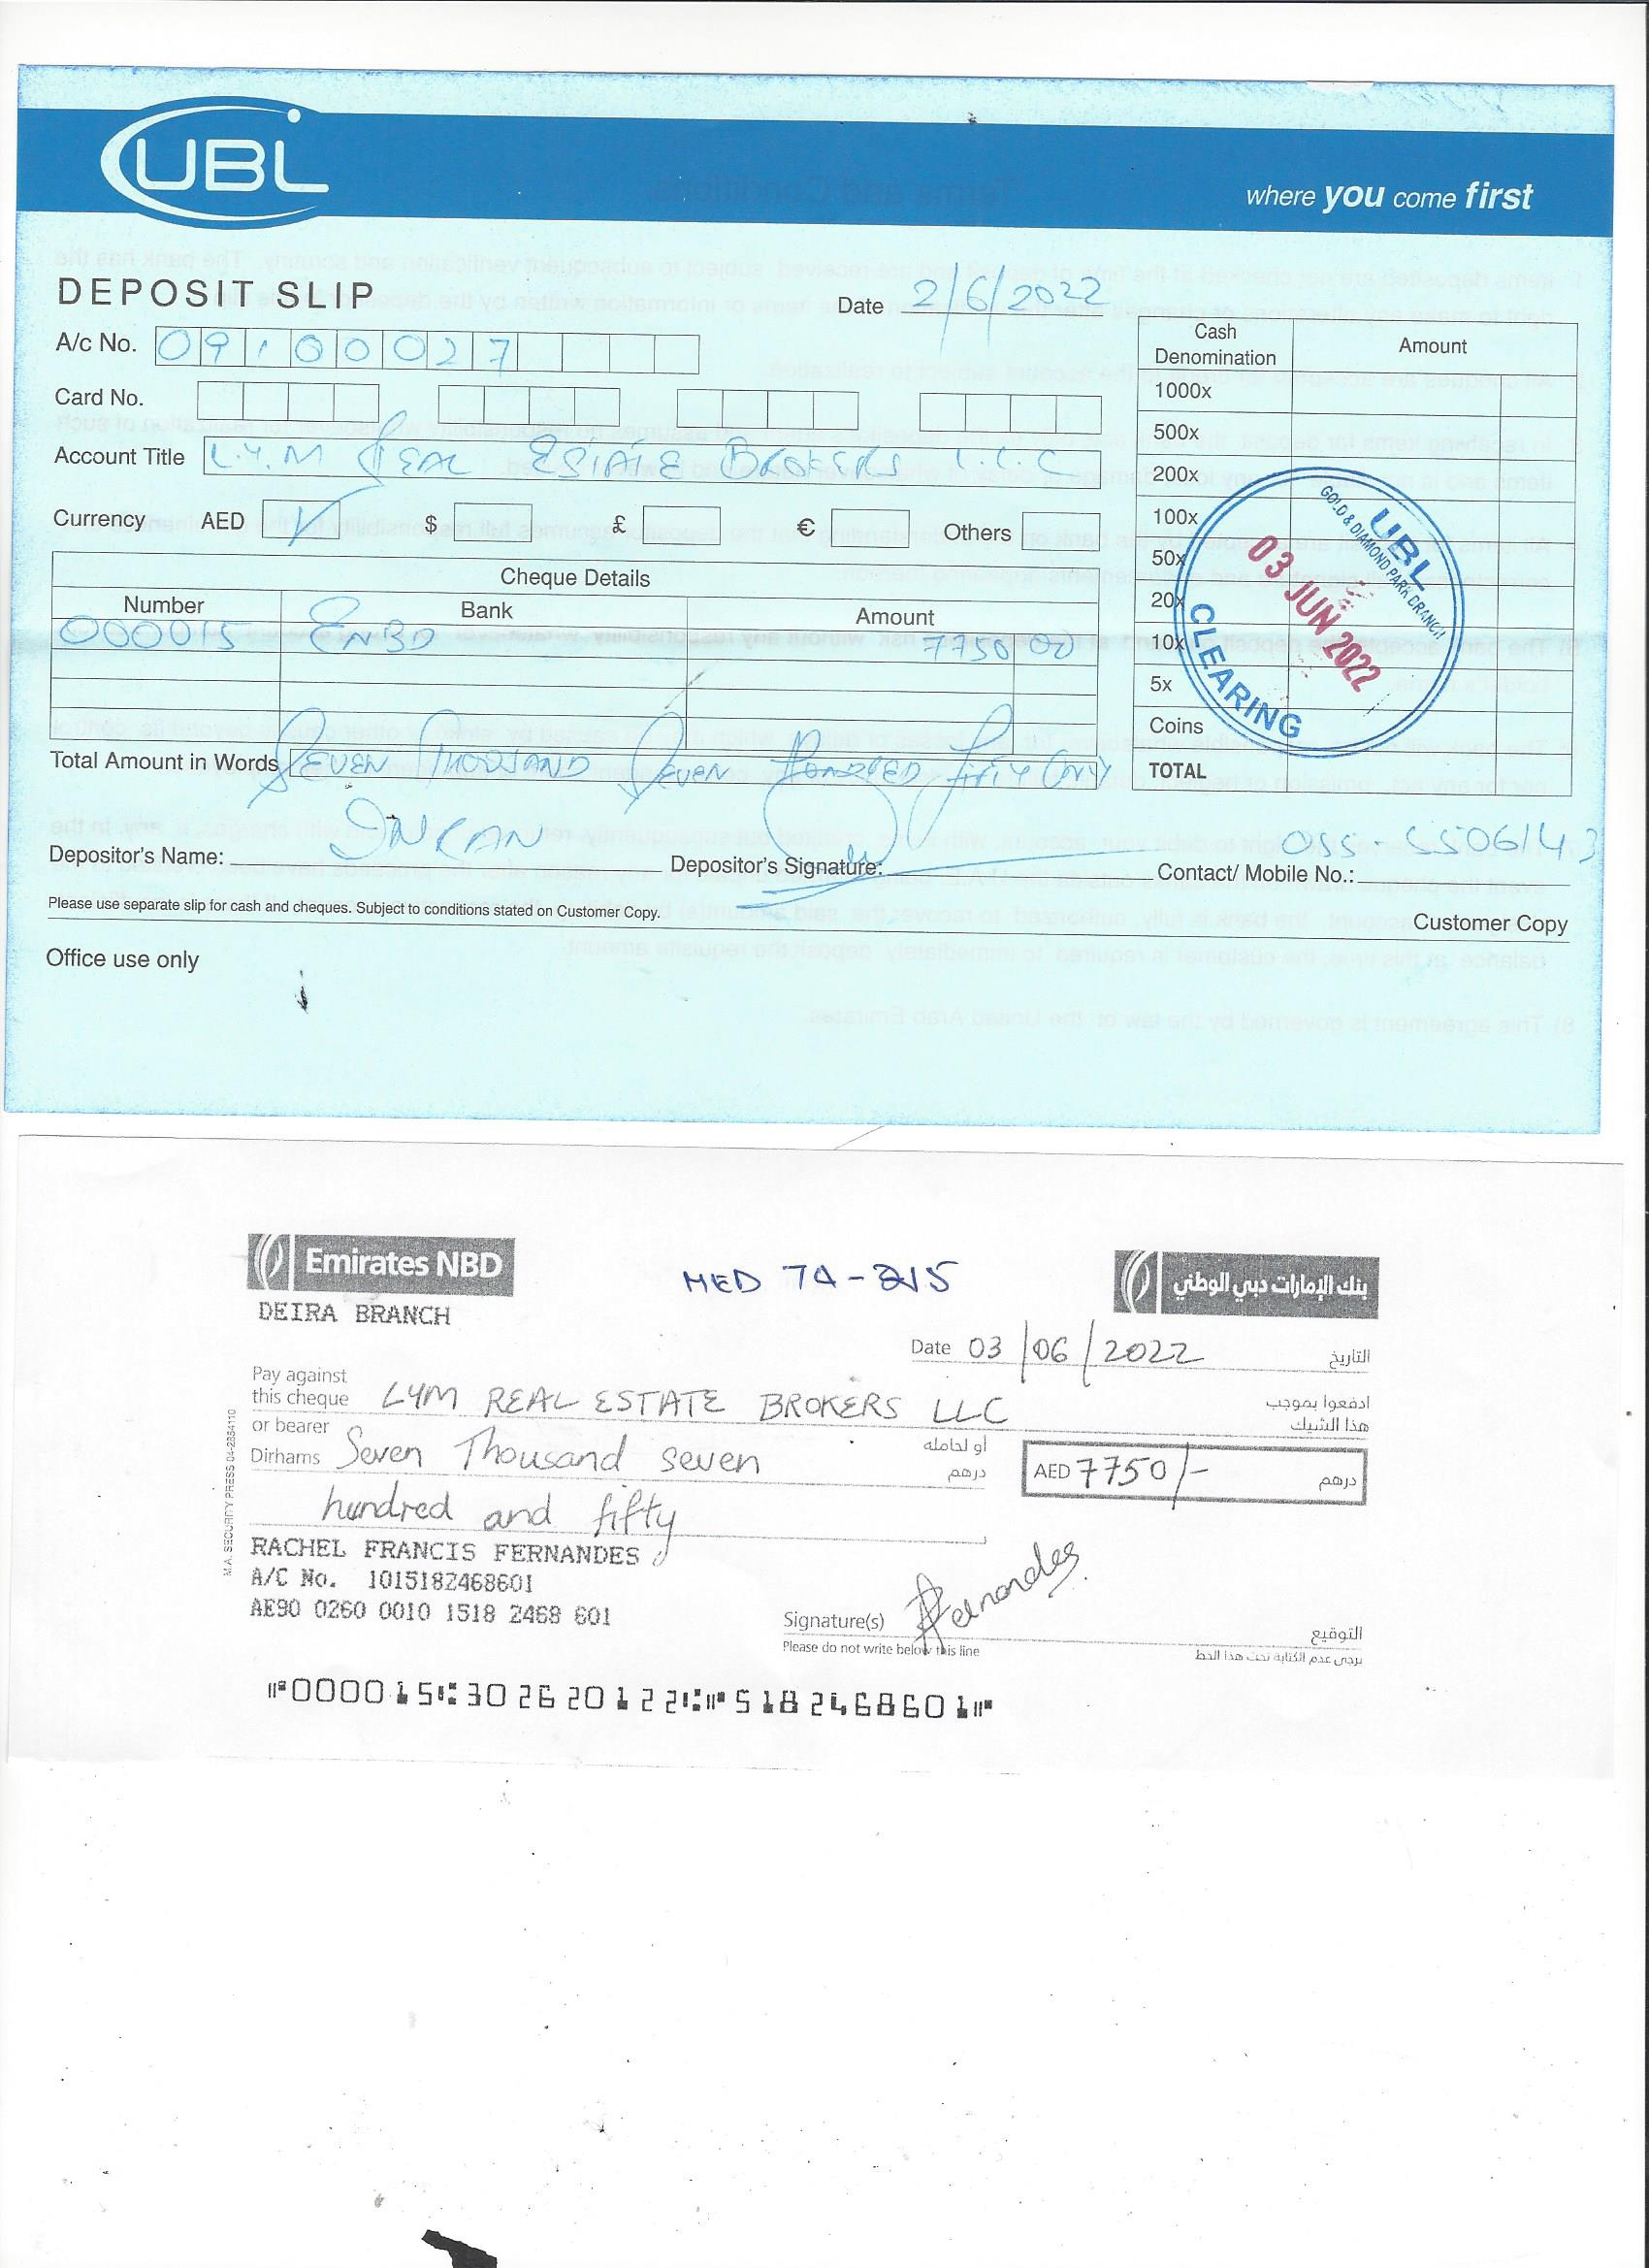 UBL
where you come first
DEPOSIT SLIP
Date 2/6/2022
A/c No. 09100027
Card No.
Account Title L.Y.M REAL ESTATE BROKERS L.L.C
Currency AED $ £ € Others
Cheque Details
Number Bank Amount
000015 ENBD 7750 00
Total Amount in Words SEVEN THOUSAND SEVEN HUNDRED FIFTY ONLY
Depositor's Name: Depositor's Signature: Contact/ Mobile No.:
Please use separate slip for cash and cheques. Subject to conditions stated on Customer Copy.
Customer Copy
Office use only
Cash Denomination Amount
1000x
500x
200x
100x
50x
20x
10x
5x
Coins
TOTAL
UBL
GOLD & DIAMOND PARK BRANCH
03 JUN 2022
CLEARING
Emirates NBD
MED 74-215
بنك الإمارات دبي الوطني
DEIRA BRANCH
Date 03/06/2022 التاريخ
Pay against
this cheque LYM REAL ESTATE BROKERS LLC
ادفعوا بموجب
هذا الشيك
or bearer أو لحامله
Dirhams Seven Thousand seven درهم
AED 7750/- درهم
hundred and fifty
RACHEL FRANCIS FERNANDES
A/C No. 1015182468601
AE90 0260 0010 1518 2468 601
Signature(s) Fernandes التوقيع
Please do not write below this line
يرجى عدم الكتابة تحت هذا الخط
M.A. SECURITY PRESS 04-2854110
⑈000015⑆302620122⑆⑈5182468601⑈